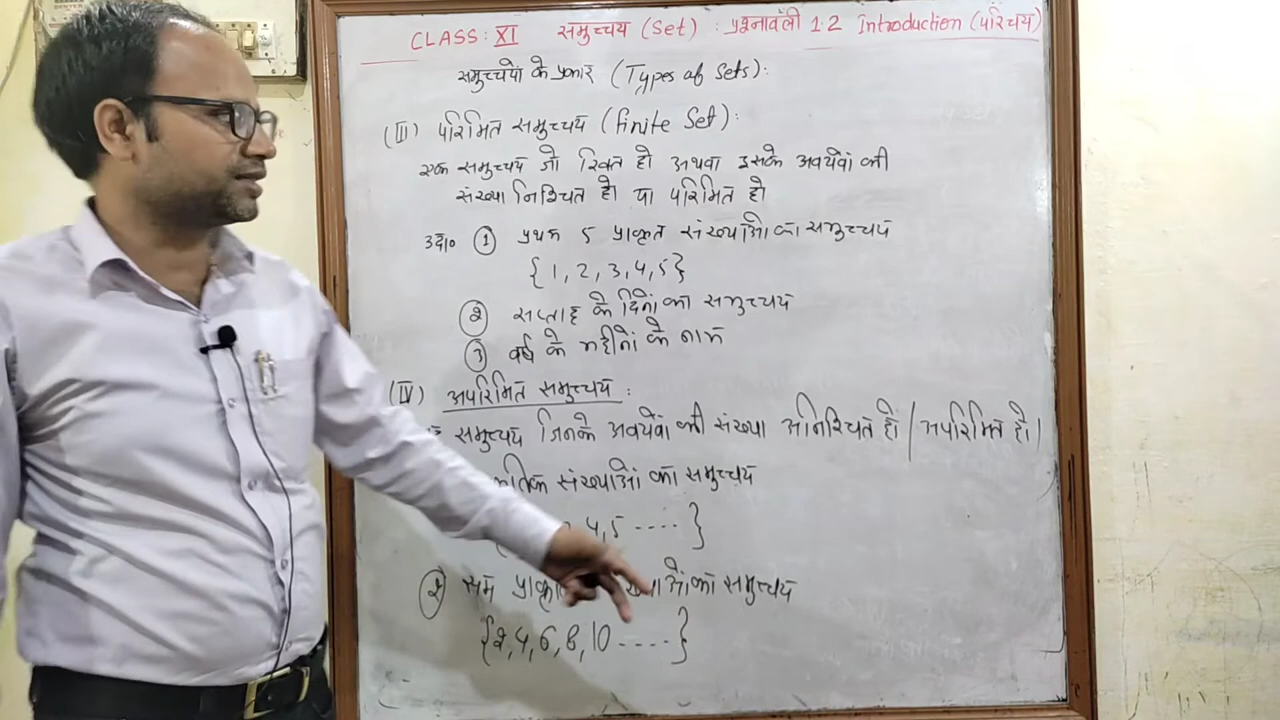 CLASS: XI समुच्चय (Set) : प्रश्नावली 1.2 Introduction (परिचय)
समुच्चयों के प्रकार (Types of Sets):
(III) परिमित समुच्चय (finite Set):
एक समुच्चय जो रिक्त हो अथवा इसके अवयवों की
संख्या निश्चित हो या परिमित हो
उदा० ① प्रथम 5 प्राकृत संख्याओं का समुच्चय
{1, 2, 3, 4, 5}
② सप्ताह के दिनों का समुच्चय
③ वर्ष के महीनों के नाम
(IV) अपरिमित समुच्चय :
समुच्चय जिनके अवयवों की संख्या अनिश्चित हो / अपरिमित हो।
संख्याओं का समुच्चय
4, 5 ---- }
② सम संख्याओं का समुच्चय
{2, 4, 6, 8, 10 ---- }